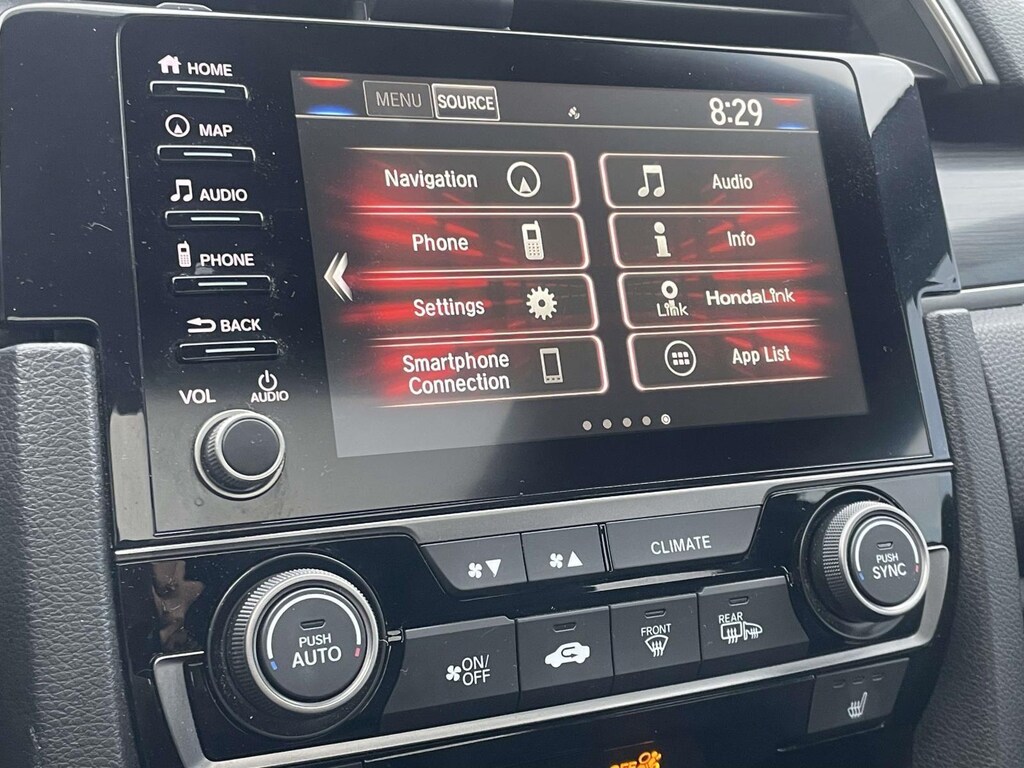 HOME
MAP
AUDIO
PHONE
BACK
VOL
AUDIO
MENU SOURCE 8:29
Navigation
Audio
Phone
Info
Settings
Link HondaLink
Smartphone
Connection
App List
CLIMATE
PUSH
SYNC
PUSH
AUTO
ON/
OFF
FRONT
REAR
OFF